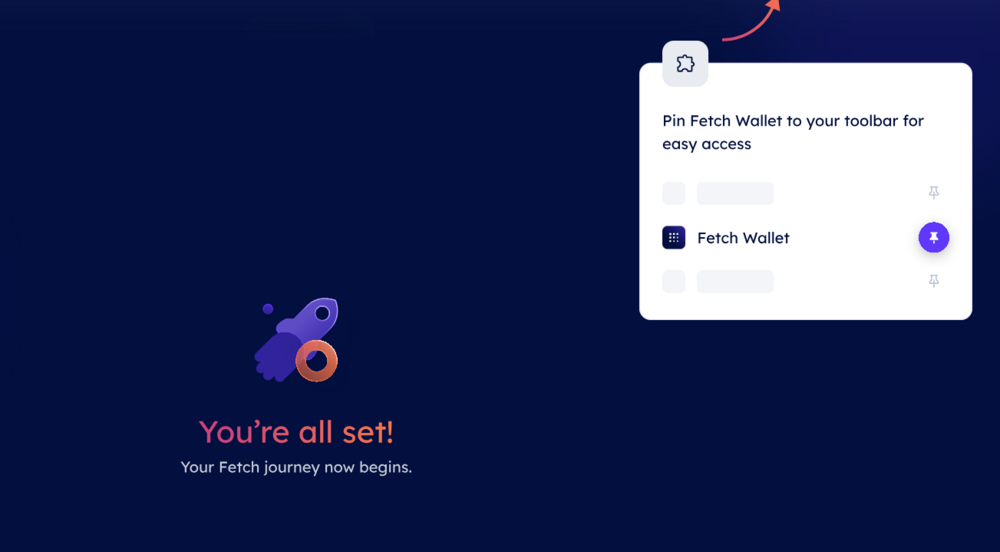 Pin Fetch Wallet to your toolbar for
easy access
Fetch Wallet
You’re all set!
Your Fetch journey now begins.